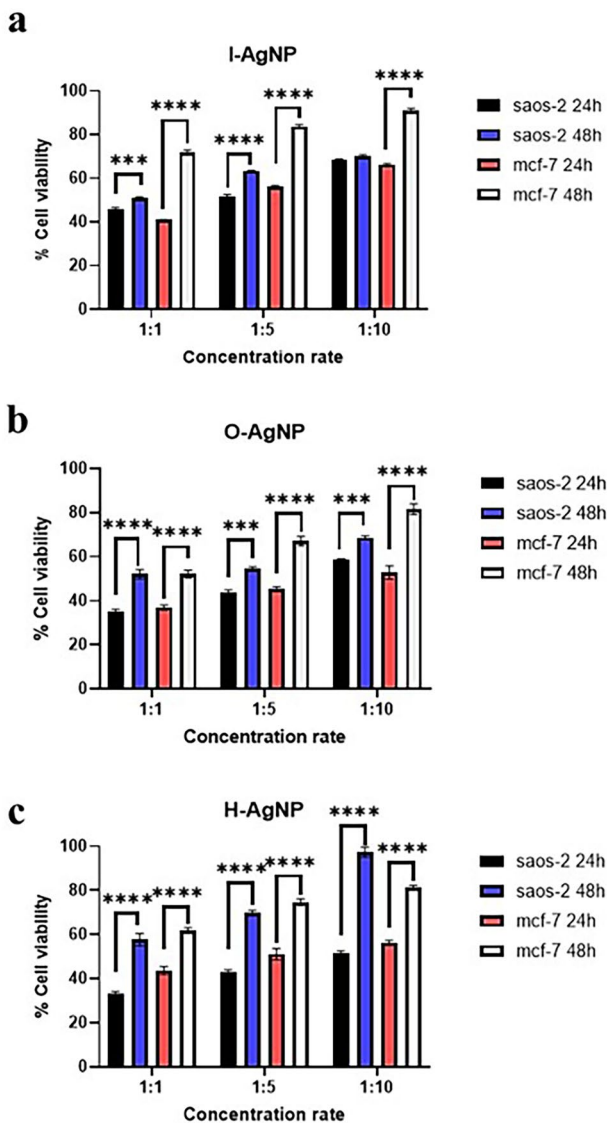 a
I-AgNP
% Cell viability
100
80
60
40
20
0
***
****
****
****
****
1:1
1:5
1:10
Concentration rate
saos-2 24h
saos-2 48h
mcf-7 24h
mcf-7 48h
b
O-AgNP
% Cell viability
100
80
60
40
20
0
****
****
***
****
***
****
1:1
1:5
1:10
Concentration rate
saos-2 24h
saos-2 48h
mcf-7 24h
mcf-7 48h
c
H-AgNP
% Cell viability
100
80
60
40
20
0
****
****
****
****
****
****
1:1
1:5
1:10
Concentration rate
saos-2 24h
saos-2 48h
mcf-7 24h
mcf-7 48h